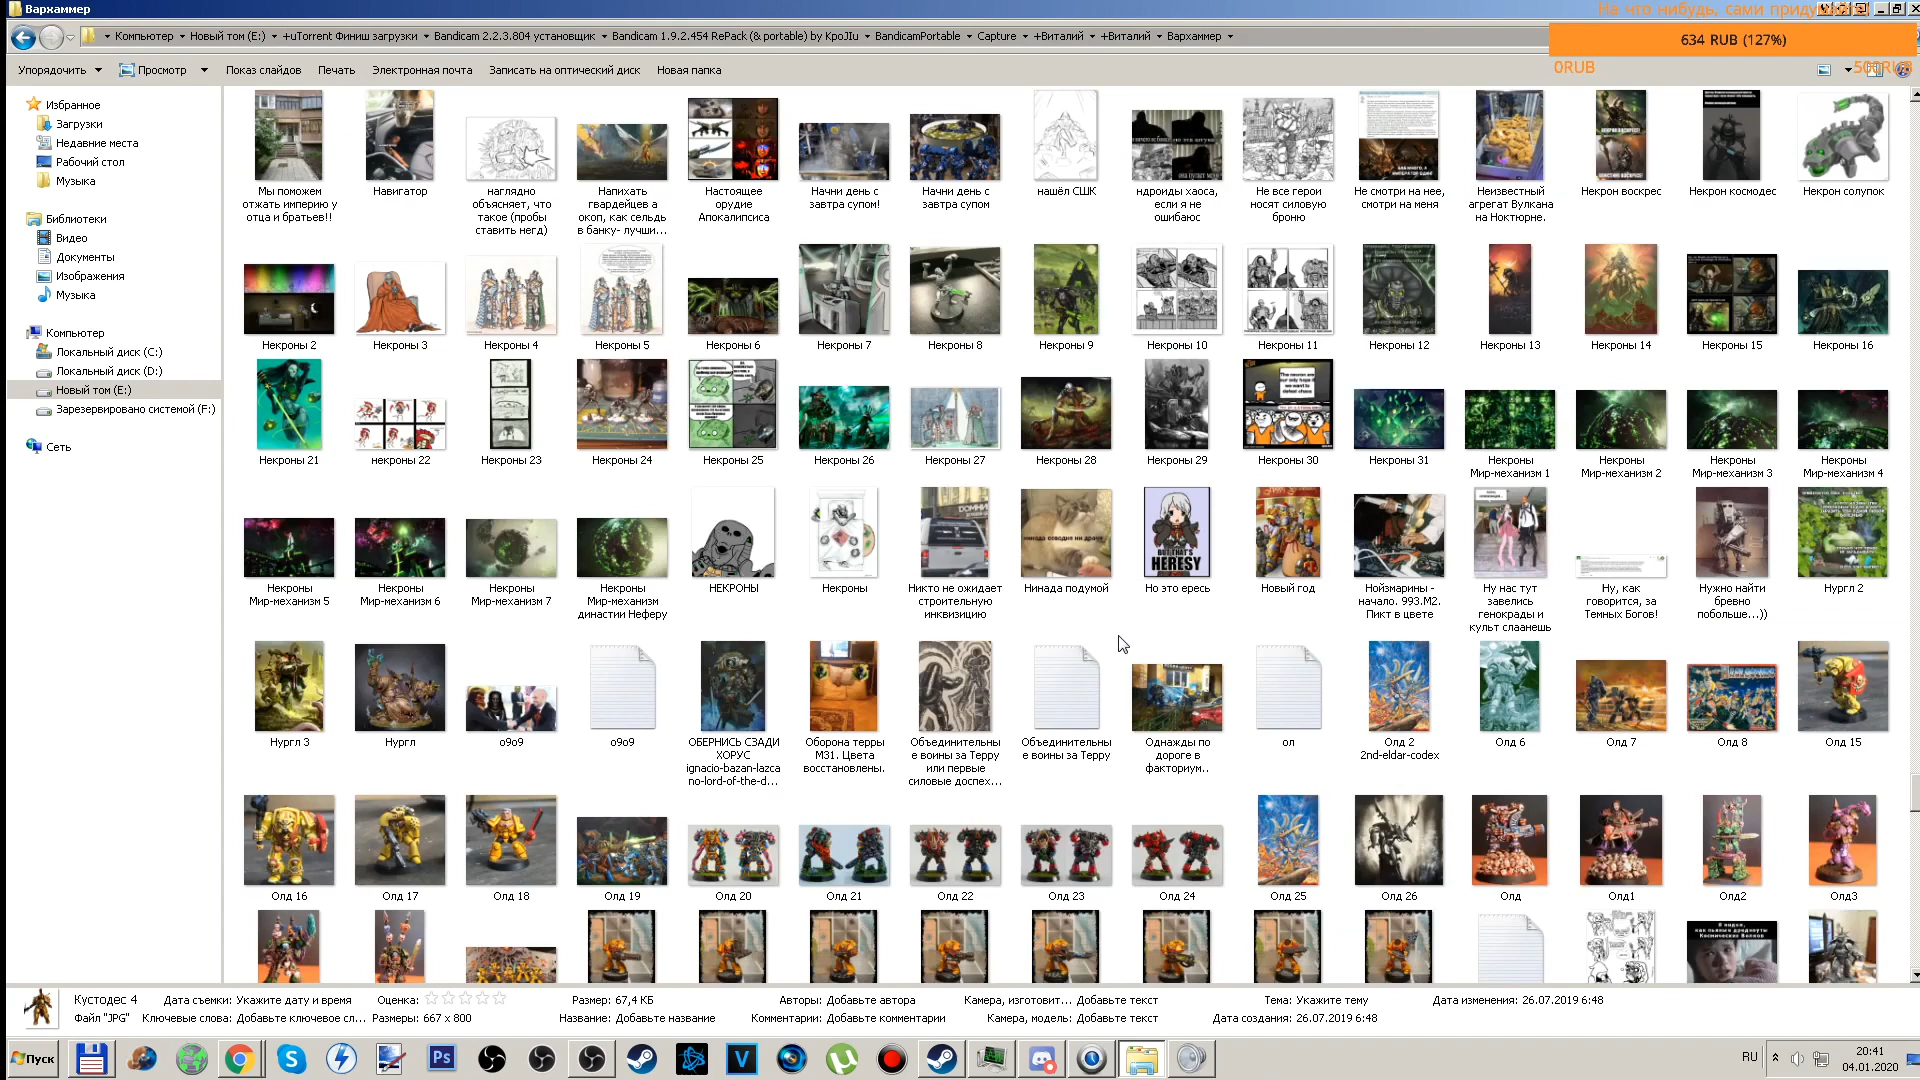 Вархаммер
На что нибудь, сами приду
Компьютер
Новый том (E:)
+uTorrent Финиш загрузки
Bandicam 2.2.3.804 установщик
Bandicam 1.9.2.454 RePack (& portable) by KpoJIIu
BandicamPortable
Capture
+Виталий
+Виталий
Вархаммер
634 RUB (127%)
0RUB
500RUB
Упорядочить
Просмотр
Показ слайдов
Печать
Электронная почта
Записать на оптический диск
Новая папка
Избранное
Загрузки
Недавние места
Рабочий стол
Музыка
Библиотеки
Видео
Документы
Изображения
Музыка
Компьютер
Локальный диск (C:)
Локальный диск (D:)
Новый том (E:)
Зарезервировано системой (F:)
Сеть
Мы поможем
отжать империю у
отца и братьев!!
Навигатор
наглядно
объясняет, что
такое (пробы
ставить негд)
Напихать
гвардейцев а
окоп, как сельдь
в банку- лучши...
Настоящее
орудие
Апокалипсиса
Начни день с
завтра супом!
Начни день с
завтра супом
нашёл СШК
ндроиды хаоса,
если я не
ошибаюс
Не все герои
носят силовую
броню
Не смотри на нее,
смотри на меня
Неизвестный
агрегат Вулкана
на Ноктюрне.
Некрон воскрес
Некрон космодес
Некрон солупок
Некроны 2
Некроны 3
Некроны 4
Некроны 5
Некроны 6
Некроны 7
Некроны 8
Некроны 9
Некроны 10
Некроны 11
Некроны 12
Некроны 13
Некроны 14
Некроны 15
Некроны 16
Некроны 21
некроны 22
Некроны 23
Некроны 24
Некроны 25
Некроны 26
Некроны 27
Некроны 28
Некроны 29
Некроны 30
Некроны 31
Некроны
Мир-механизм 1
Некроны
Мир-механизм 2
Некроны
Мир-механизм 3
Некроны
Мир-механизм 4
BUT THAT'S
HERESY
Некроны
Мир-механизм 5
Некроны
Мир-механизм 6
Некроны
Мир-механизм 7
Некроны
Мир-механизм
династии Неферу
НЕКРОНЫ
Некроны
Никто не ожидает
строительную
инквизицию
Нинада подумой
Но это ересь
Новый год
Нойзмарины -
начало. 993.M2.
Пикт в цвете
Ну нас тут
завелись
генокрады и
культ слаанешь
Ну, как
говорится, за
Темных Богов!
Нужно найти
бревно
побольше...))
Нургл 2
Нургл 3
Нургл
о9о9
о9о9
ОБЕРНИСЬ СЗАДИ
ХОРУС
ignacio-bazan-lazca
no-lord-of-the-d...
Оборона терры
М31. Цвета
восстановлены.
Объединительны
е воины за Терру
или первые
силовые доспех...
Объединительны
е воины за Терру
Однажды по
дороге в
факториум..
ол
Олд 2
2nd-eldar-codex
Олд 6
Олд 7
Олд 8
Олд 15
Олд 16
Олд 17
Олд 18
Олд 19
Олд 20
Олд 21
Олд 22
Олд 23
Олд 24
Олд 25
Олд 26
Олд
Олд1
Олд2
Олд3
Кустодес 4
Дата съемки: Укажите дату и время
Оценка:
Размер: 67,4 КБ
Авторы: Добавьте автора
Камера, изготовит... Добавьте текст
Тема: Укажите тему
Дата изменения: 26.07.2019 6:48
Файл "JPG"
Ключевые слова: Добавьте ключевое сл...
Размеры: 667 x 800
Название: Добавьте название
Комментарии: Добавьте комментарии
Камера, модель: Добавьте текст
Дата создания: 26.07.2019 6:48
Пуск
Ps
RU
20:41
04.01.2020